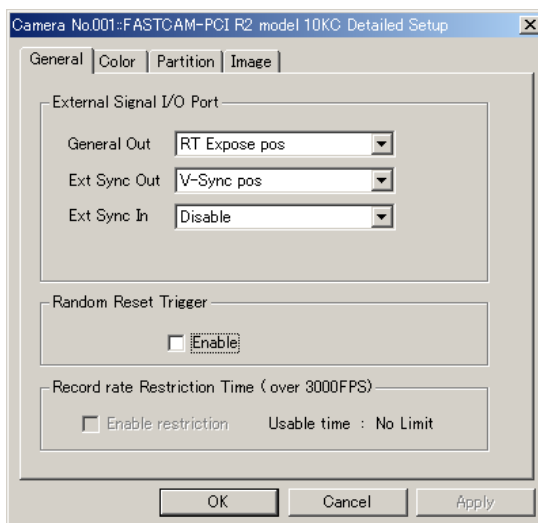 Camera No.001::FASTCAM-PCI R2 model 10KC Detailed Setup
General Color Partition Image
External Signal I/O Port
General Out RT Expose pos
Ext Sync Out V-Sync pos
Ext Sync In Disable
Random Reset Trigger
Enable
Record rate Restriction Time ( over 3000FPS)
Enable restriction Usable time : No Limit
OK Cancel Apply